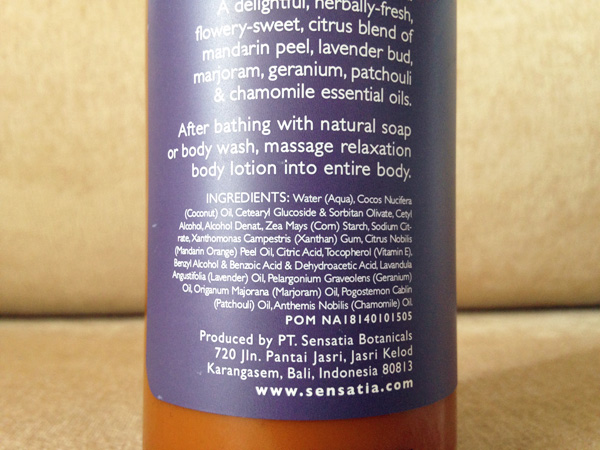 A delightful, herbally-fresh,
flowery-sweet, citrus blend of
mandarin peel, lavender bud,
marjoram, geranium, patchouli
& chamomile essential oils.
After bathing with natural soap
or body wash, massage relaxation
body lotion into entire body.
INGREDIENTS: Water (Aqua), Cocos Nucifera
(Coconut) Oil, Cetearyl Glucoside & Sorbitan Olivate, Cetyl
Alcohol, Alcohol Denat., Zea Mays (Corn) Starch, Sodium Cit-
rate, Xanthomonas Campestris (Xanthan) Gum, Citrus Nobilis
(Mandarin Orange) Peel Oil, Citric Acid, Tocopherol (Vitamin E),
Benzyl Alcohol & Benzoic Acid & Dehydroacetic Acid, Lavandula
Angustifolia (Lavender) Oil, Pelargonium Graveolens (Geranium)
Oil, Origanum Majorana (Marjoram) Oil, Pogostemon Cablin
(Patchouli) Oil, Anthemis Nobilis (Chamomile) Oil.
POM NA18140101505
Produced by PT. Sensatia Botanicals
720 Jln. Pantai Jasri, Jasri Kelod
Karangasem, Bali, Indonesia 80813
www.sensatia.com